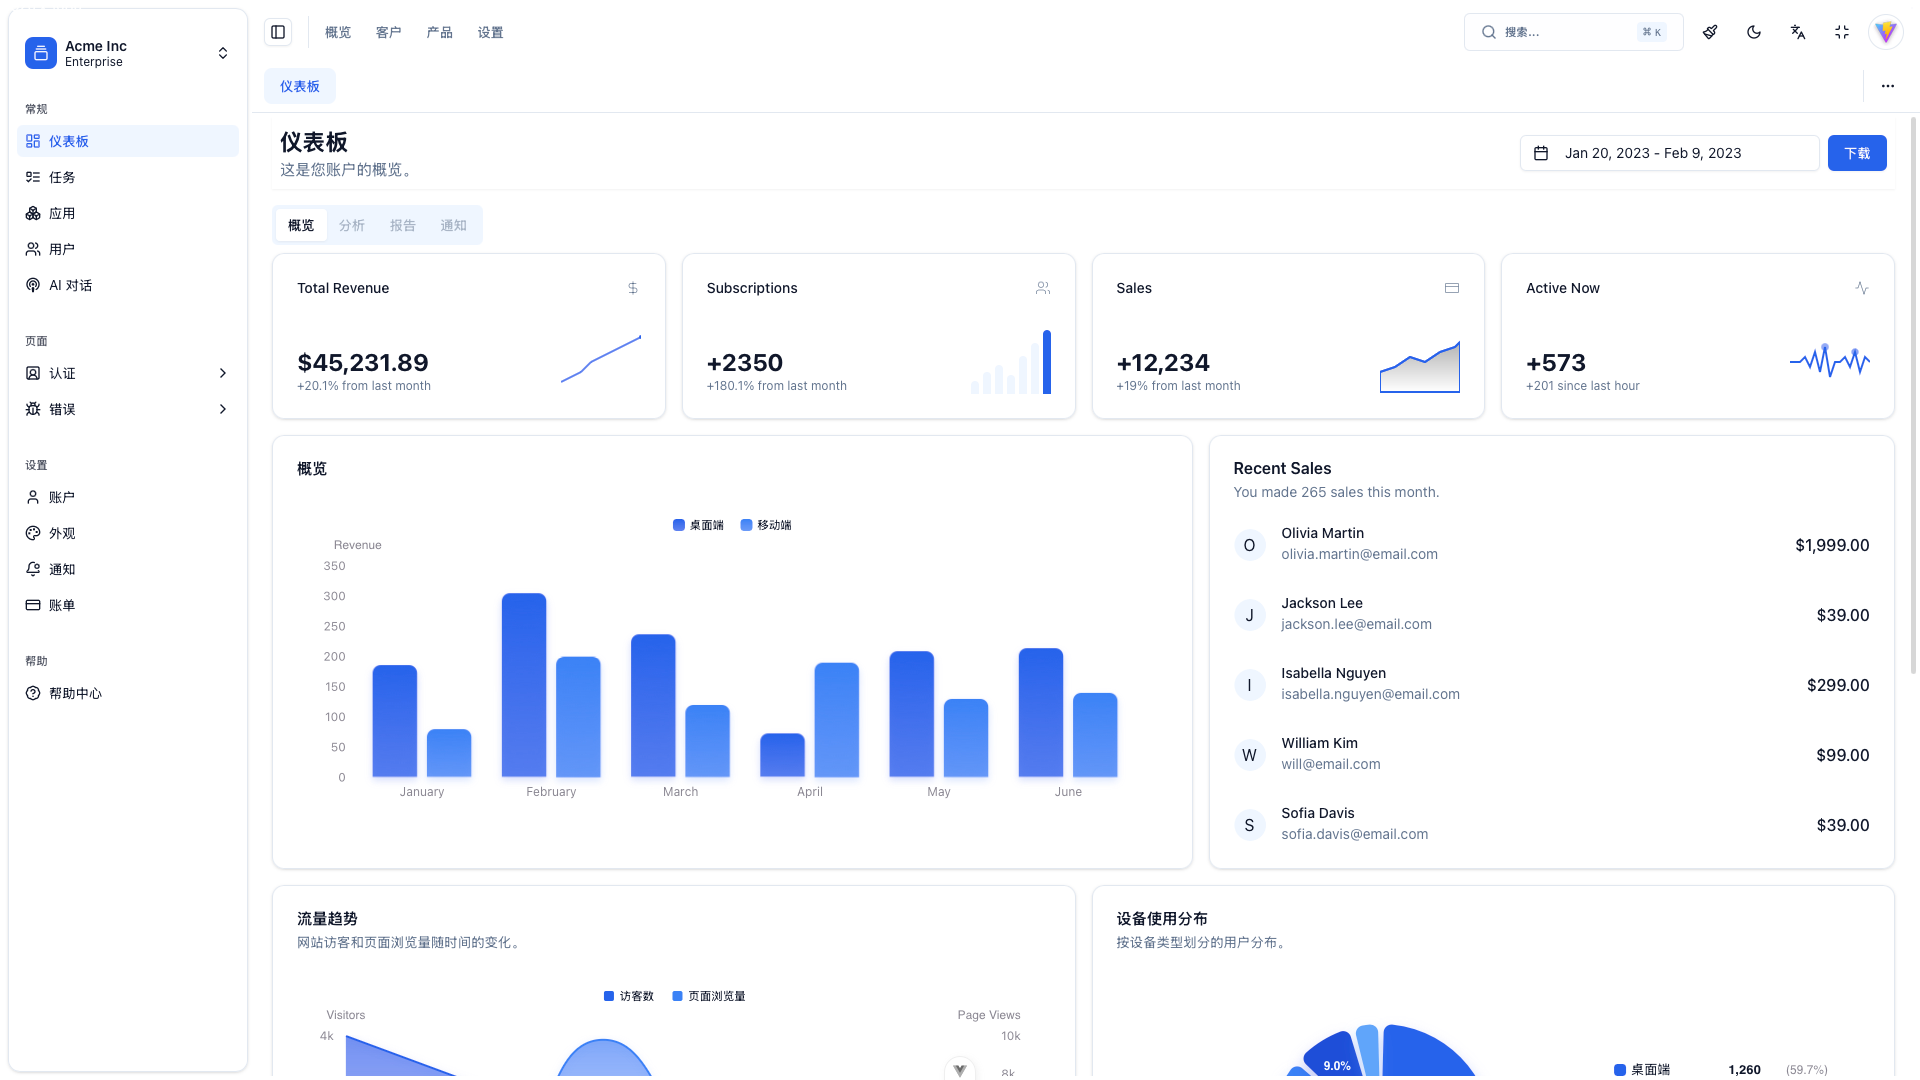 Acme Inc
Enterprise
常规
仪表板
任务
应用
用户
AI 对话
页面
认证
错误
设置
账户
外观
通知
账单
帮助
帮助中心
概览
客户
产品
设置
搜索...
⌘ K
仪表板
仪表板
这是您账户的概览。
Jan 20, 2023 - Feb 9, 2023
下载
概览
分析
报告
通知
Total Revenue
$45,231.89
+20.1% from last month
Subscriptions
+2350
+180.1% from last month
Sales
+12,234
+19% from last month
Active Now
+573
+201 since last hour
概览
桌面端
移动端
Revenue
350
300
250
200
150
100
50
0
January
February
March
April
May
June
Recent Sales
You made 265 sales this month.
O
Olivia Martin
olivia.martin@email.com
$1,999.00
J
Jackson Lee
jackson.lee@email.com
$39.00
I
Isabella Nguyen
isabella.nguyen@email.com
$299.00
W
William Kim
will@email.com
$99.00
S
Sofia Davis
sofia.davis@email.com
$39.00
流量趋势
网站访客和页面浏览量随时间的变化。
访客数
页面浏览量
Visitors
Page Views
4k
10k
8k
设备使用分布
按设备类型划分的用户分布。
9.0%
桌面端
1,260
(59.7%)